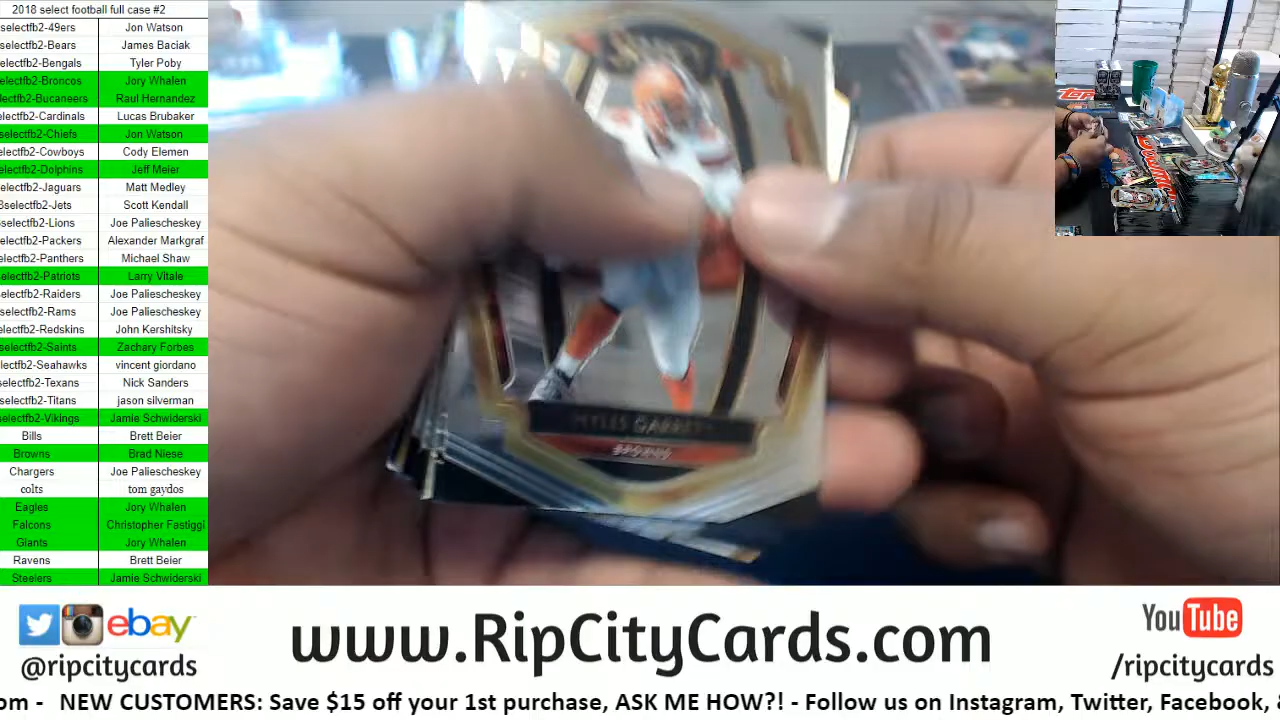 2018 select football full case #2
selectfb2-49ers Jon Watson
selectfb2-Bears James Baciak
electfb2-Bengals Tyler Poby
electfb2-Broncos Jory Whalen
lectfb2-Bucaneers Raul Hernandez
lectfb2-Cardinals Lucas Brubaker
selectfb2-Chiefs Jon Watson
electfb2-Cowboys Cody Elemen
electfb2-Dolphins Jeff Meier
electfb2-Jaguars Matt Medley
8selectfb2-Jets Scott Kendall
selectfb2-Lions Joe Paliescheskey
electfb2-Packers Alexander Markgraf
electfb2-Panthers Michael Shaw
electfb2-Patriots Larry Vitale
electfb2-Raiders Joe Paliescheskey
selectfb2-Rams Joe Paliescheskey
electfb2-Redskins John Kershitsky
selectfb2-Saints Zachary Forbes
lectfb2-Seahawks vincent giordano
selectfb2-Texans Nick Sanders
selectfb2-Titans jason silverman
electfb2-Vikings Jamie Schwiderski
Bills Brett Beier
Browns Brad Niese
Chargers Joe Paliescheskey
colts tom gaydos
Eagles Jory Whalen
Falcons Christopher Fastiggi
Giants Jory Whalen
Ravens Brett Beier
Steelers Jamie Schwiderski
SELECT
MYLES GARRETT
BROWNS
topps
ebay
@ripcitycards
www.RipCityCards.com
YouTube
/ripcitycards
om - NEW CUSTOMERS: Save $15 off your 1st purchase, ASK ME HOW?! - Follow us on Instagram, Twitter, Facebook, &